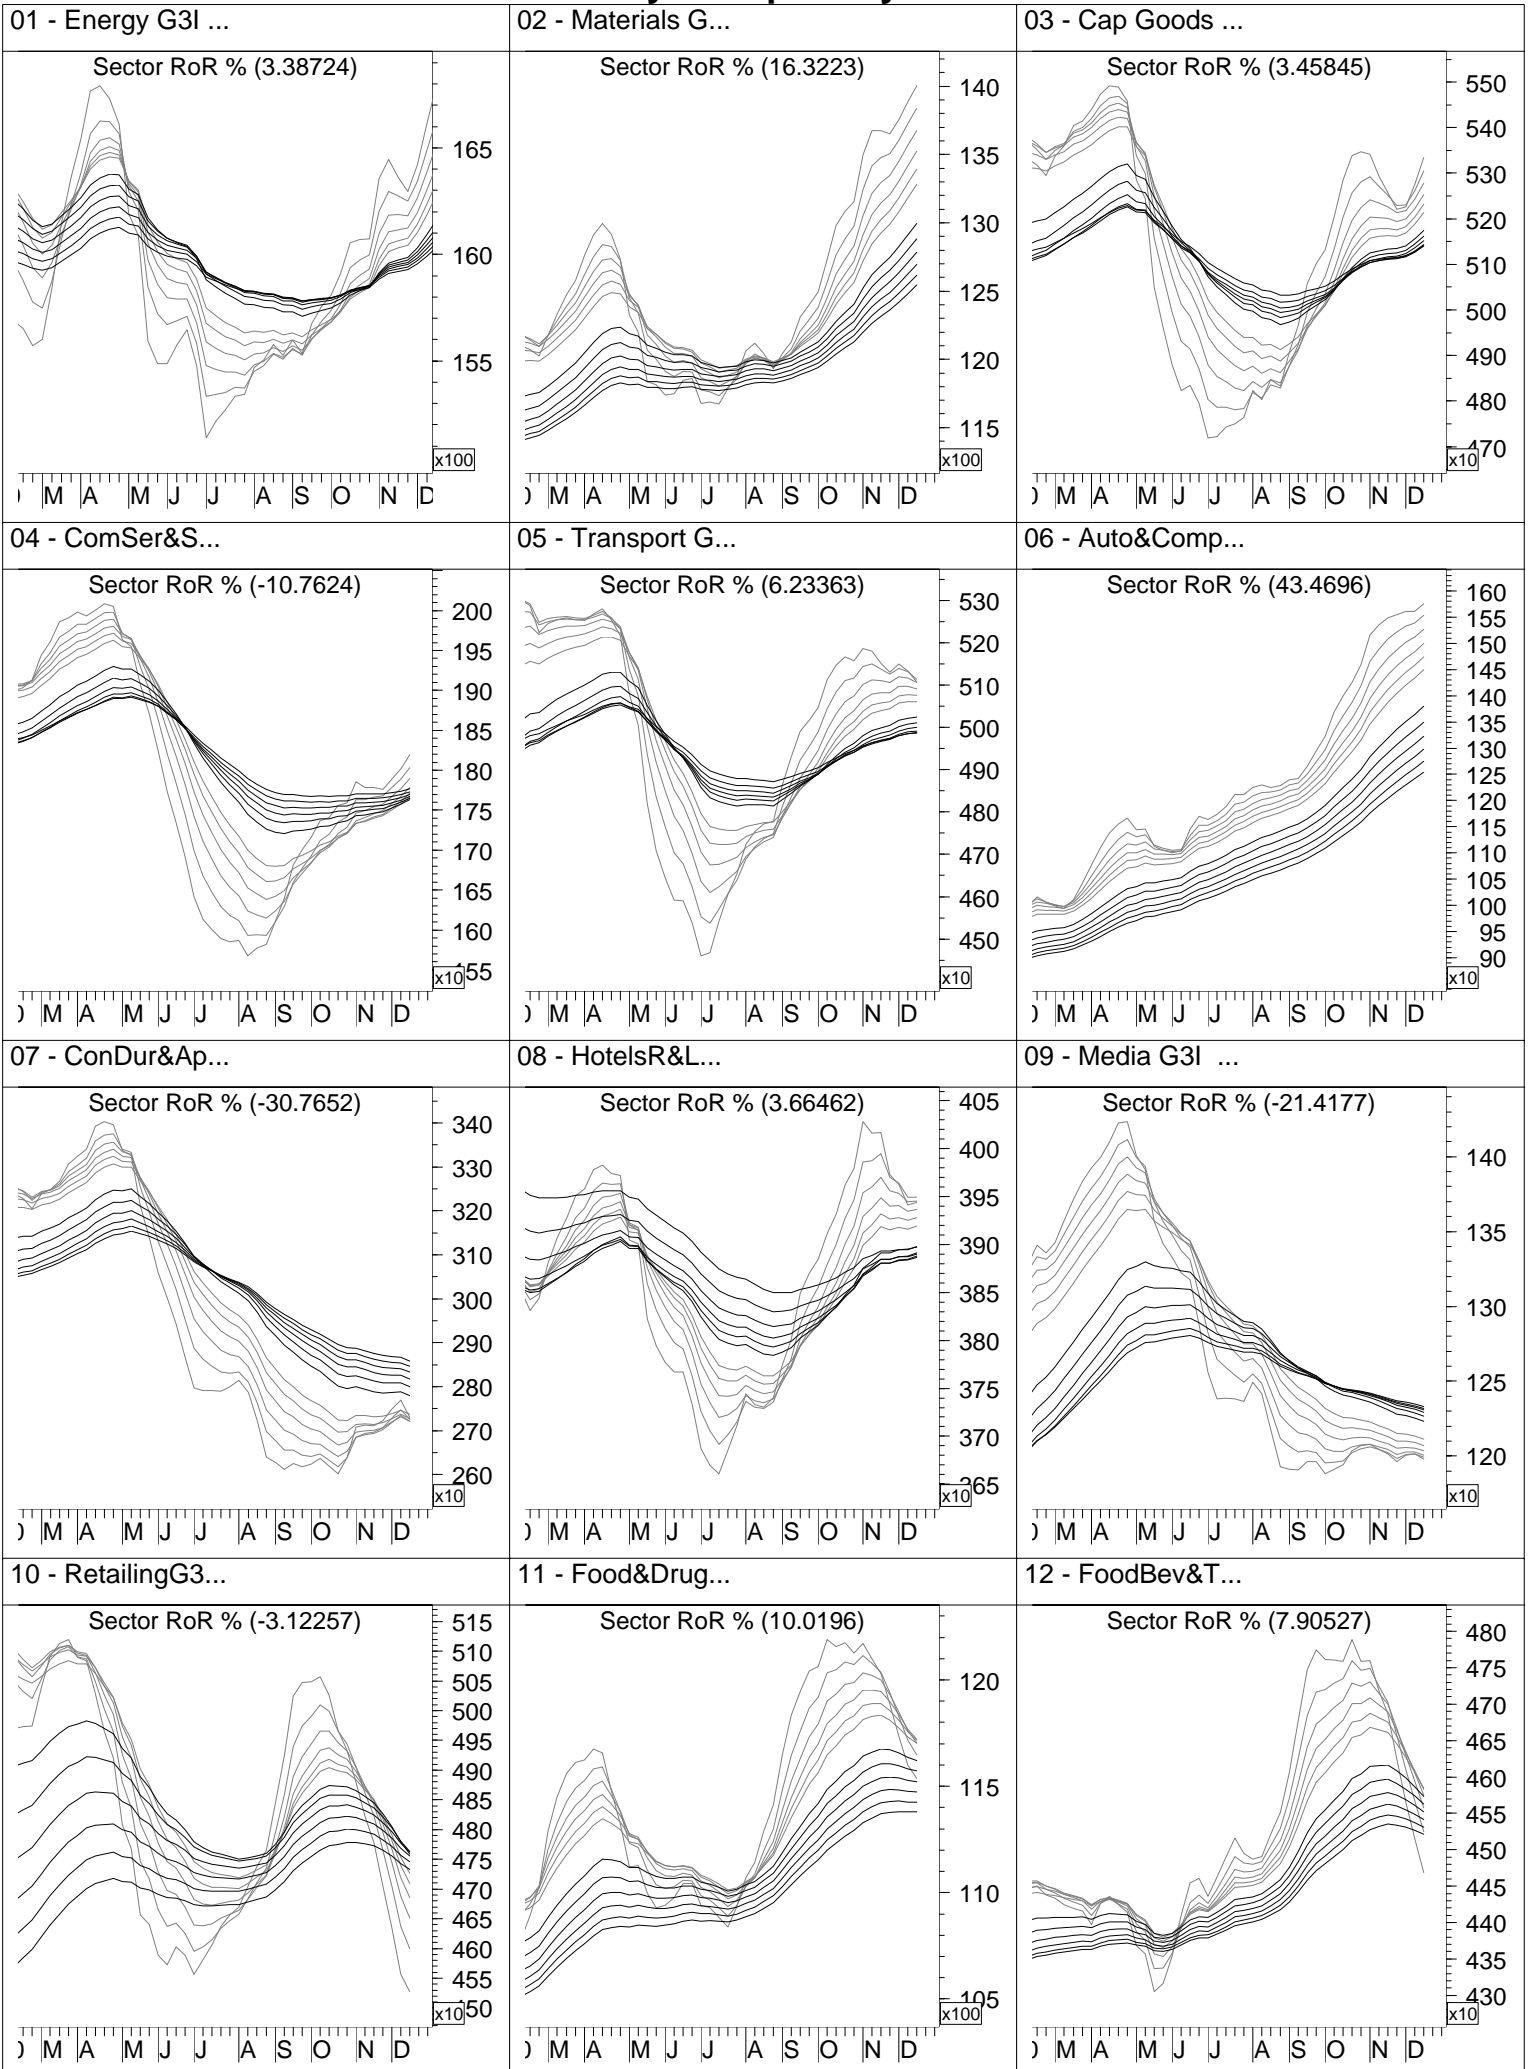 01 - Energy G3I ...
02 - Materials G...
03 - Cap Goods ...
Sector RoR % (3.38724)
Sector RoR % (16.3223)
Sector RoR % (3.45845)
165
160
155
x100
140
135
130
125
120
115
x100
550
540
530
520
510
500
490
480
470
x10
M A M J J A S O N D
M A M J J A S O N D
M A M J J A S O N D
04 - ComSer&S...
05 - Transport G...
06 - Auto&Comp...
Sector RoR % (-10.7624)
Sector RoR % (6.23363)
Sector RoR % (43.4696)
200
195
190
185
180
175
170
165
160
155
x10
530
520
510
500
490
480
470
460
450
x10
160
155
150
145
140
135
130
125
120
115
110
105
100
95
90
x10
M A M J J A S O N D
M A M J J A S O N D
M A M J J A S O N D
07 - ConDur&Ap...
08 - HotelsR&L...
09 - Media G3I ...
Sector RoR % (-30.7652)
Sector RoR % (3.66462)
Sector RoR % (-21.4177)
340
330
320
310
300
290
280
270
260
x10
405
400
395
390
385
380
375
370
365
x10
140
135
130
125
120
x10
M A M J J A S O N D
M A M J J A S O N D
M A M J J A S O N D
10 - RetailingG3...
11 - Food&Drug...
12 - FoodBev&T...
Sector RoR % (-3.12257)
Sector RoR % (10.0196)
Sector RoR % (7.90527)
515
510
505
500
495
490
485
480
475
470
465
460
455
450
x10
120
115
110
105
x100
480
475
470
465
460
455
450
445
440
435
430
x10
M A M J J A S O N D
M A M J J A S O N D
M A M J J A S O N D